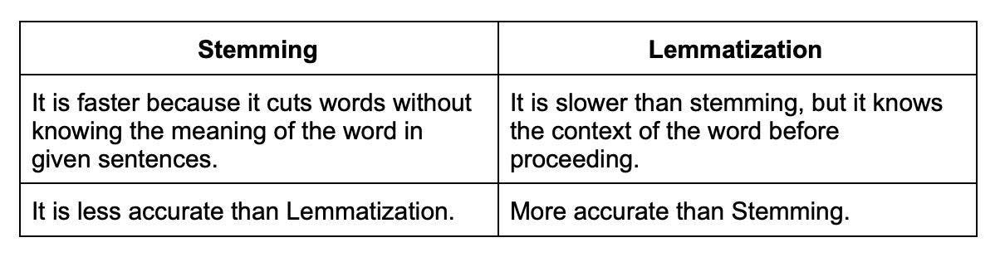 Stemming
Lemmatization
It is faster because it cuts words without
knowing the meaning of the word in
given sentences.
It is slower than stemming, but it knows
the context of the word before
proceeding.
It is less accurate than Lemmatization.
More accurate than Stemming.